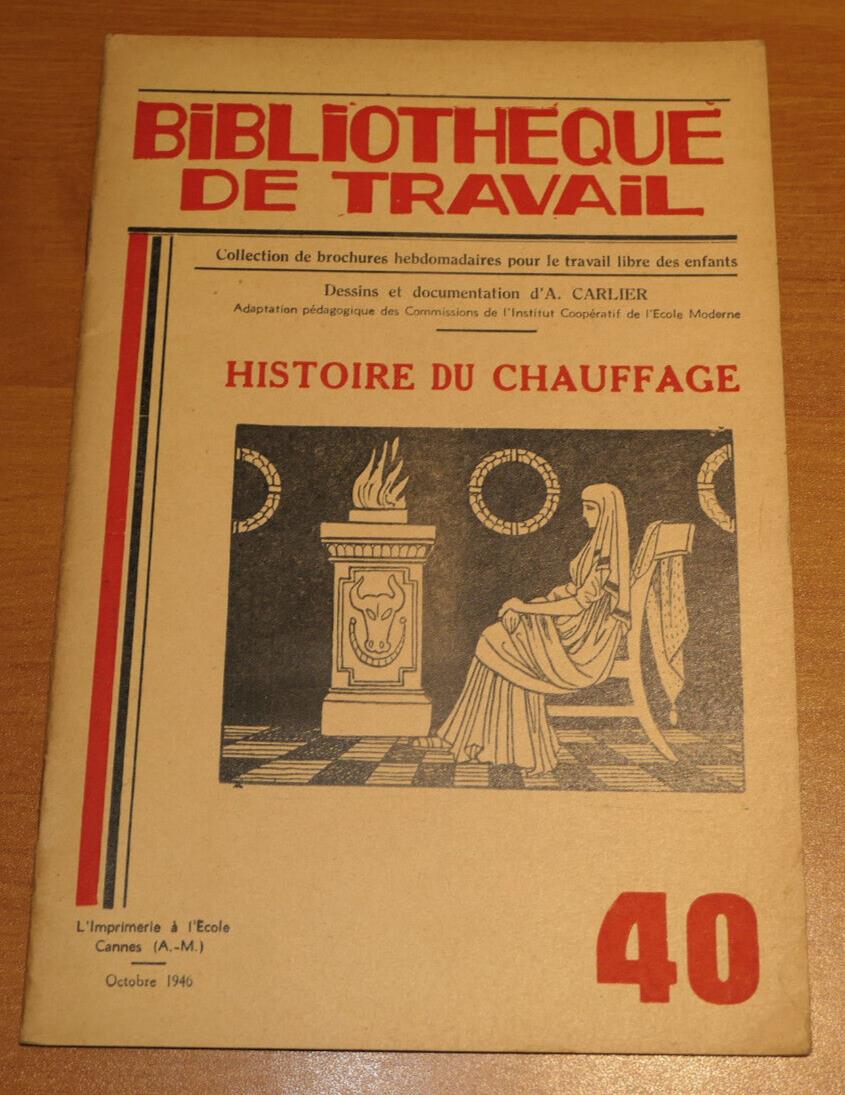 BiBLiOTHÈQUE
DE TRAVAiL
Collection de brochures hebdomadaires pour le travail libre des enfants
Dessins et documentation d'A. CARLIER
Adaptation pédagogique des Commissions de l'Institut Coopératif de l'Ecole Moderne
HISTOIRE DU CHAUFFAGE
L'Imprimerie à l'Ecole
Cannes (A.-M.)
Octobre 1946
40